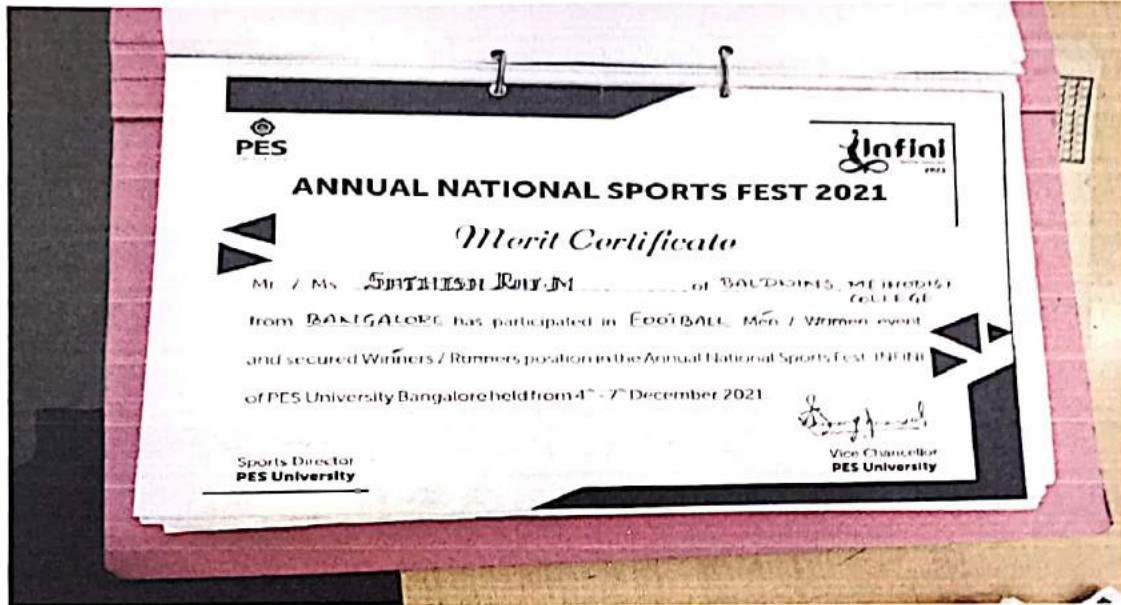 PES
Infini
2021
ANNUAL NATIONAL SPORTS FEST 2021
Merit Certificate
Mr / Ms of BALDWINS METHODIST
COLLEGE
from BANGALORE has participated in FOOTBALL Men / Women event
and secured Winners / Runners position in the Annual National Sports Fest INFINI
of PES University Bangalore held from 4th - 7th December 2021
Sports Director
PES University
Vice Chancellor
PES University